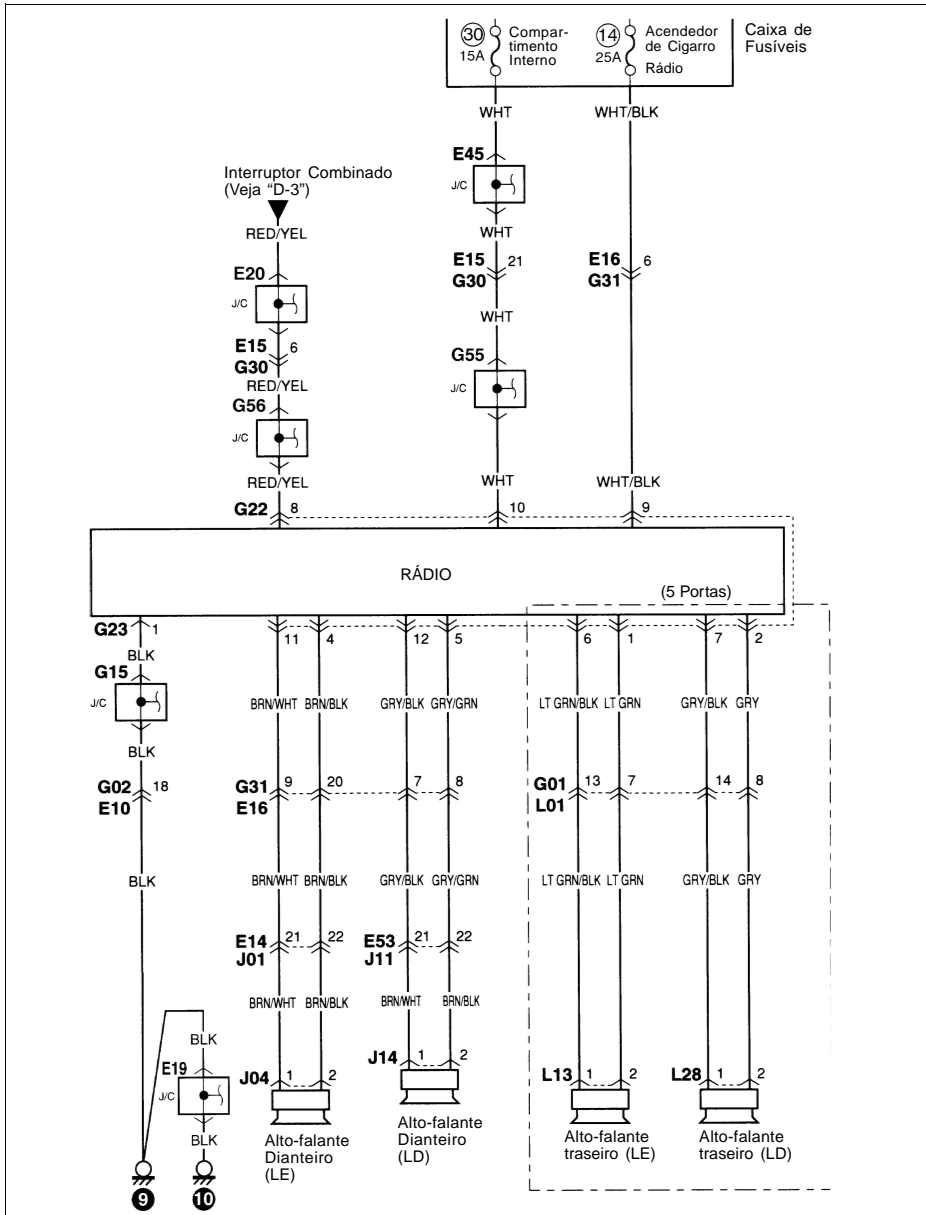 30
15A
Compar-
timento
Interno
14
25A
Acendedor
de Cigarro
Rádio
Caixa de
Fusíveis
WHT
WHT/BLK
Interruptor Combinado
(Veja “D-3”)
RED/YEL
E45
J/C
WHT
E20
J/C
E15
G30
21
E16
G31
6
E15
G30
6
RED/YEL
WHT
G56
J/C
G55
J/C
RED/YEL
WHT
WHT/BLK
G22
8
10
9
RÁDIO
(5 Portas)
G23
1
11
4
12
5
6
1
7
2
BLK
G15
J/C
BLK
BRN/WHT
BRN/BLK
GRY/BLK
GRY/GRN
LT GRN/BLK
LT GRN
GRY/BLK
GRY
G02
E10
18
G31
E16
9
20
7
8
G01
L01
13
7
14
8
BLK
BRN/WHT
BRN/BLK
GRY/BLK
GRY/GRN
LT GRN/BLK
LT GRN
GRY/BLK
GRY
E14
J01
21
22
E53
J11
21
22
BRN/WHT
BRN/BLK
BRN/WHT
BRN/BLK
BLK
E19
J/C
BLK
J04
1
2
J14
1
2
L13
1
2
L28
1
2
Alto-falante
Dianteiro
(LE)
Alto-falante
Dianteiro
(LD)
Alto-falante
traseiro (LE)
Alto-falante
traseiro (LD)
9
10